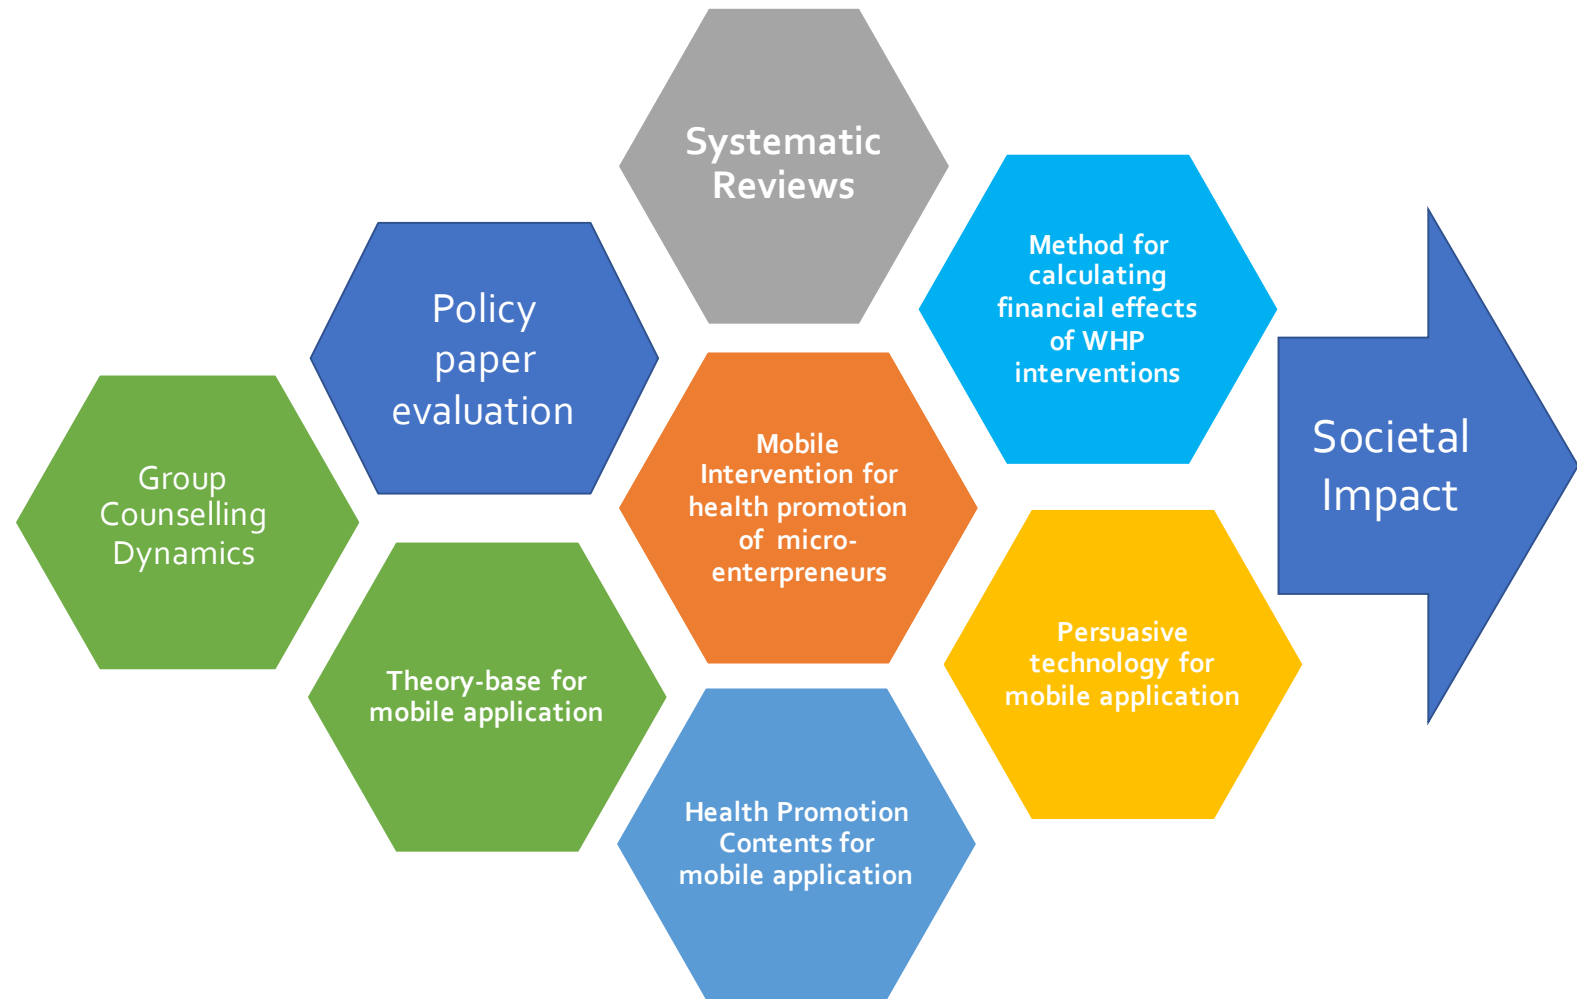 Systematic
Reviews
Method for
calculating
financial effects
of WHP
interventions
Policy
paper
evaluation
Societal
Impact
Mobile
Intervention for
health promotion
of micro-
enterpreneurs
Group
Counselling
Dynamics
Persuasive
technology for
mobile application
Theory-base for
mobile application
Health Promotion
Contents for
mobile application